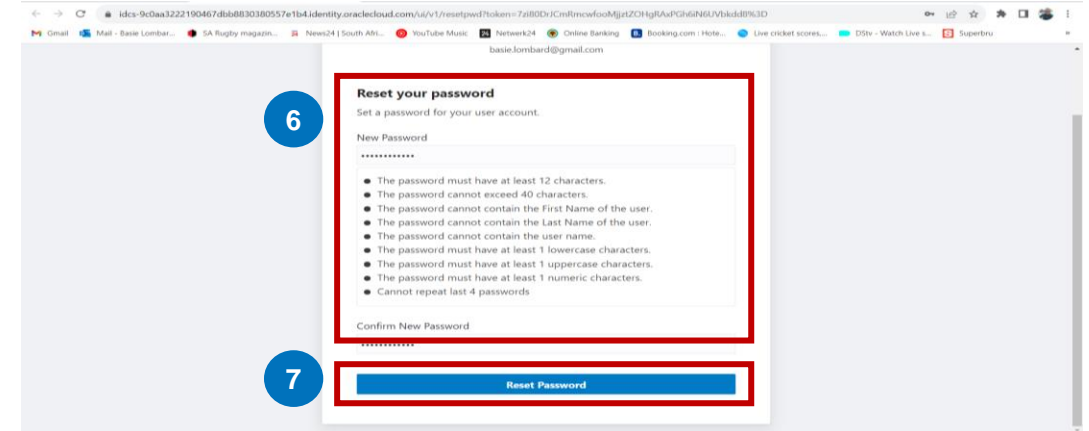 idcs-9c0aa3222190467dbb8830380557e1b4.identity.oraclecloud.com/ui/v1/resetpwd?token=7zi80DrJCmRmcwfooMjjztZOHgRAxPGh6iN6UVbkdd8%3D
Gmail Mail - Basie Lombar... SA Rugby magazin... News24 | South Afri... YouTube Music 24 Netwerk24 Online Banking B. Booking.com : Hote... Live cricket scores,... DStv - Watch Live s... Superbru »
basie.lombard@gmail.com
6
Reset your password
Set a password for your user account.
New Password
••••••••••••
• The password must have at least 12 characters.
• The password cannot exceed 40 characters.
• The password cannot contain the First Name of the user.
• The password cannot contain the Last Name of the user.
• The password cannot contain the user name.
• The password must have at least 1 lowercase characters.
• The password must have at least 1 uppercase characters.
• The password must have at least 1 numeric characters.
• Cannot repeat last 4 passwords
Confirm New Password
••••••••••••
7
Reset Password